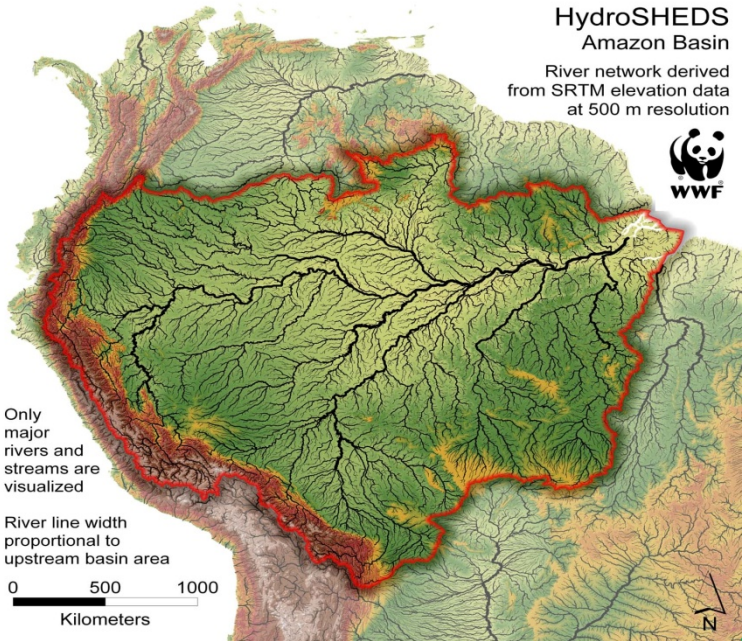 HydroSHEDS
Amazon Basin
River network derived
from SRTM elevation data
at 500 m resolution
WWF
®
Only
major
rivers and
streams are
visualized
River line width
proportional to
upstream basin area
0 500 1000
Kilometers
N